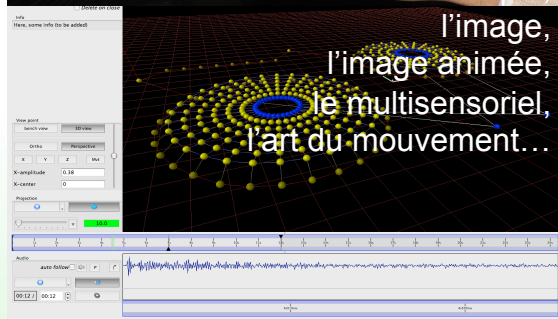 Delete on close
Info
Here, some info (to be added)
l'image,
l'image animée,
le multisensoriel,
l'art du mouvement…
View point
bench view 3D view
Ortho Perspective
X Y Z Mvt
X-amplitude 0.38
X-center 0
Projection
10.0
Audio
auto follow P
00:12 / 00:12